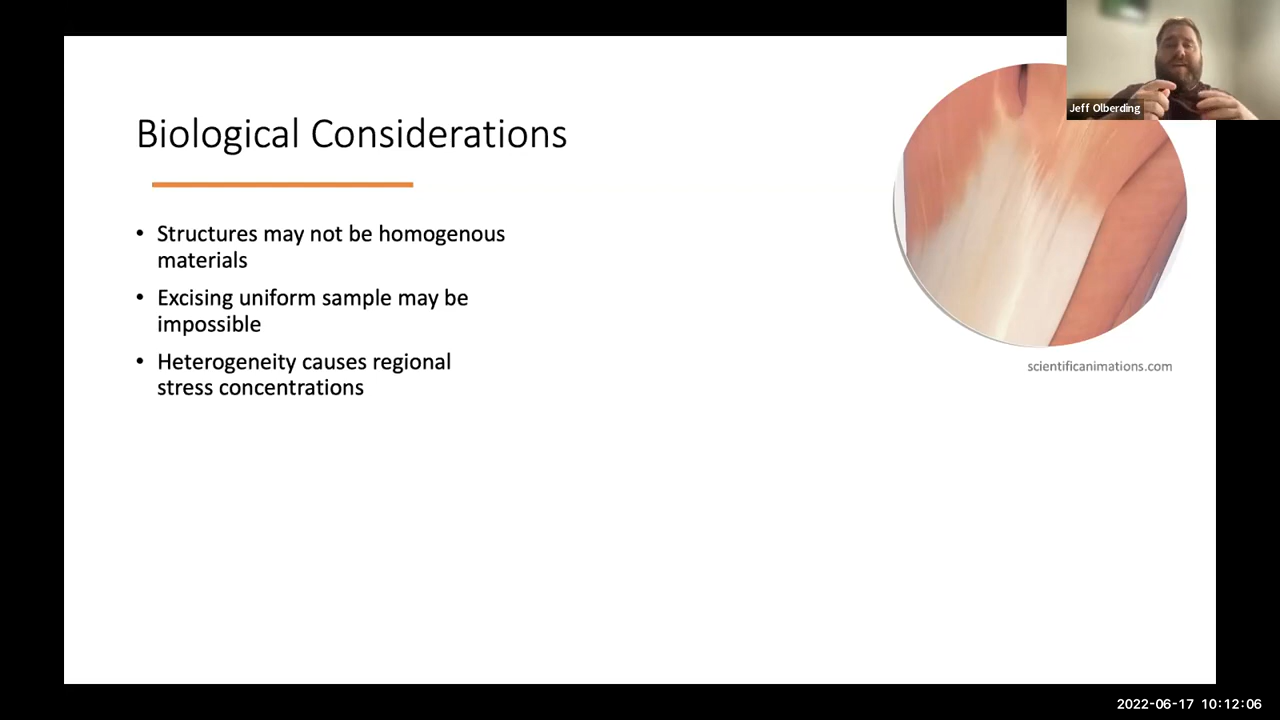 Jeff Olberding
Biological Considerations
• Structures may not be homogenous
materials
• Excising uniform sample may be
impossible
• Heterogeneity causes regional
stress concentrations
scientificanimations.com
2022-06-17 10:12:06